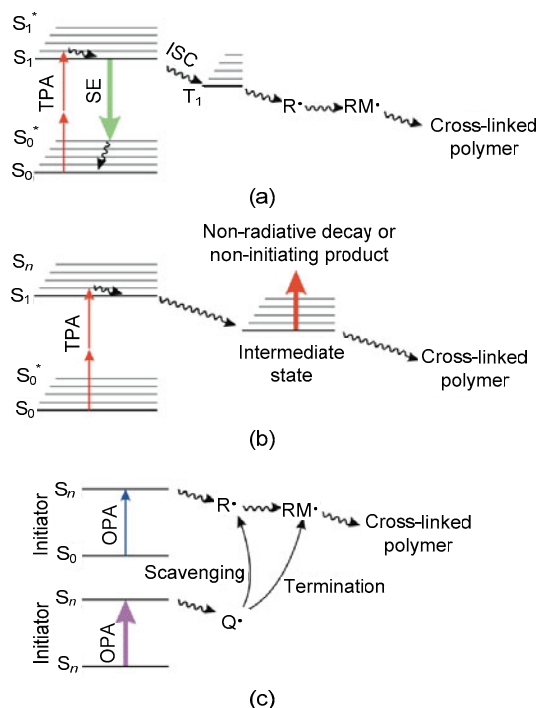 S1*
S1
TPA
SE
S0*
S0
ISC
T1
R•
RM•
Cross-linked
polymer
(a)
Non-radiative decay or
non-initiating product
Sn
S1
TPA
S0*
S0
Intermediate
state
Cross-linked
polymer
(b)
Initiator
Sn
OPA
S0
R•
RM•
Cross-linked
polymer
Scavenging
Termination
Initiator
Sn
OPA
Sn
Q•
(c)